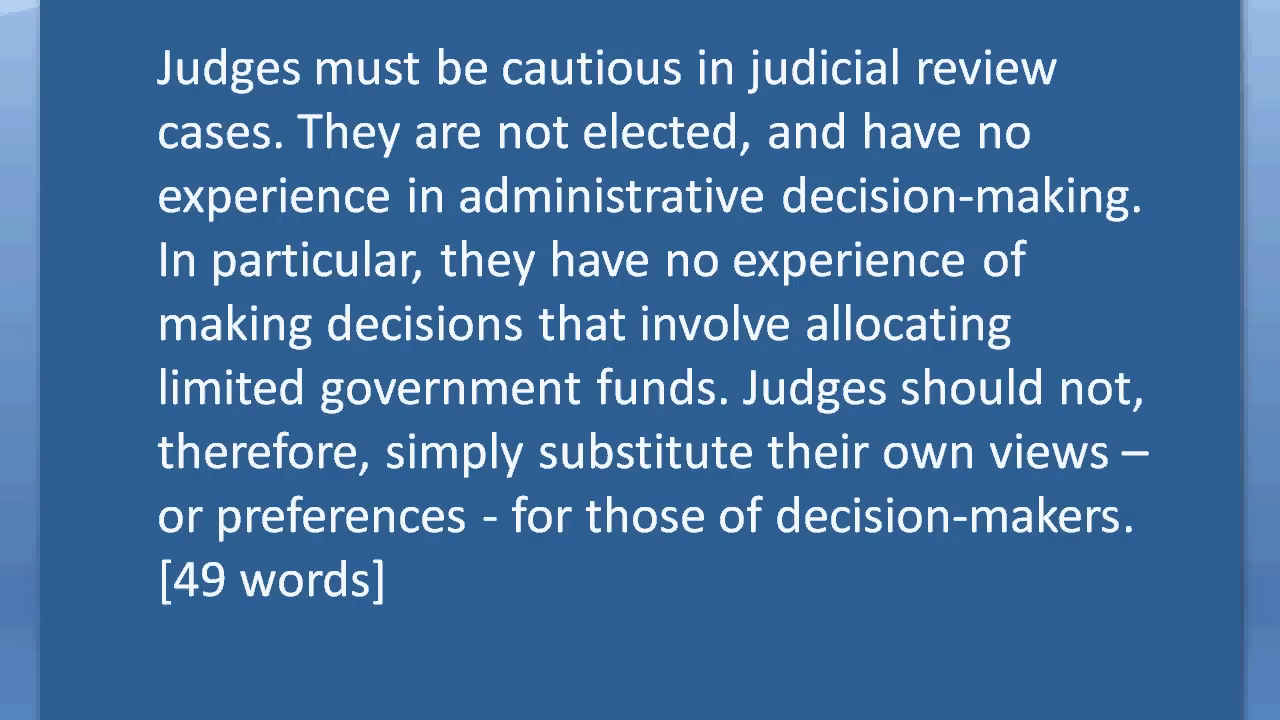 Judges must be cautious in judicial review
cases. They are not elected, and have no
experience in administrative decision-making.
In particular, they have no experience of
making decisions that involve allocating
limited government funds. Judges should not,
therefore, simply substitute their own views –
or preferences - for those of decision-makers.
[49 words]